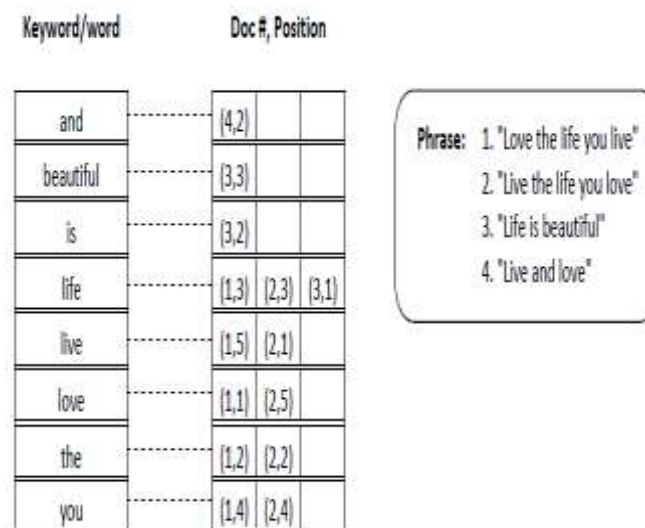 Keyword/word Doc #, Position
and (4,2)
beautiful (3,3)
is (3,2)
life (1,3) (2,3) (3,1)
live (1,5) (2,1)
love (1,1) (2,5)
the (1,2) (2,2)
you (1,4) (2,4)
Phrase: 1. "Love the life you live"
2. "Live the life you love"
3. "Life is beautiful"
4. "Live and love"